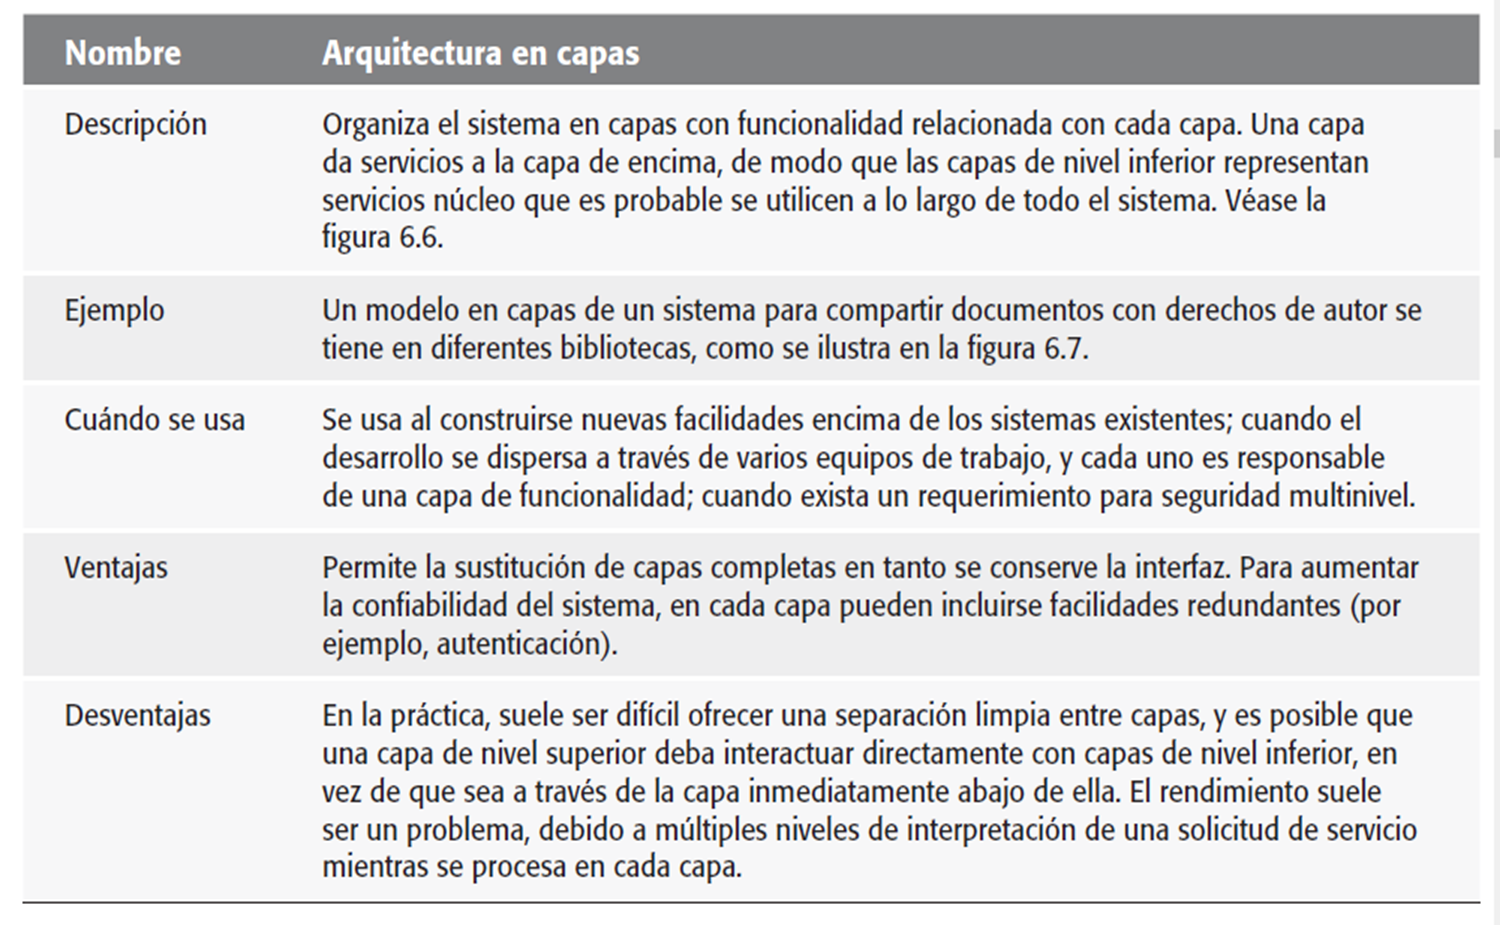 Nombre Arquitectura en capas
Descripción Organiza el sistema en capas con funcionalidad relacionada con cada capa. Una capa
da servicios a la capa de encima, de modo que las capas de nivel inferior representan
servicios núcleo que es probable se utilicen a lo largo de todo el sistema. Véase la
figura 6.6.
Ejemplo Un modelo en capas de un sistema para compartir documentos con derechos de autor se
tiene en diferentes bibliotecas, como se ilustra en la figura 6.7.
Cuándo se usa Se usa al construirse nuevas facilidades encima de los sistemas existentes; cuando el
desarrollo se dispersa a través de varios equipos de trabajo, y cada uno es responsable
de una capa de funcionalidad; cuando exista un requerimiento para seguridad multinivel.
Ventajas Permite la sustitución de capas completas en tanto se conserve la interfaz. Para aumentar
la confiabilidad del sistema, en cada capa pueden incluirse facilidades redundantes (por
ejemplo, autenticación).
Desventajas En la práctica, suele ser difícil ofrecer una separación limpia entre capas, y es posible que
una capa de nivel superior deba interactuar directamente con capas de nivel inferior, en
vez de que sea a través de la capa inmediatamente abajo de ella. El rendimiento suele
ser un problema, debido a múltiples niveles de interpretación de una solicitud de servicio
mientras se procesa en cada capa.